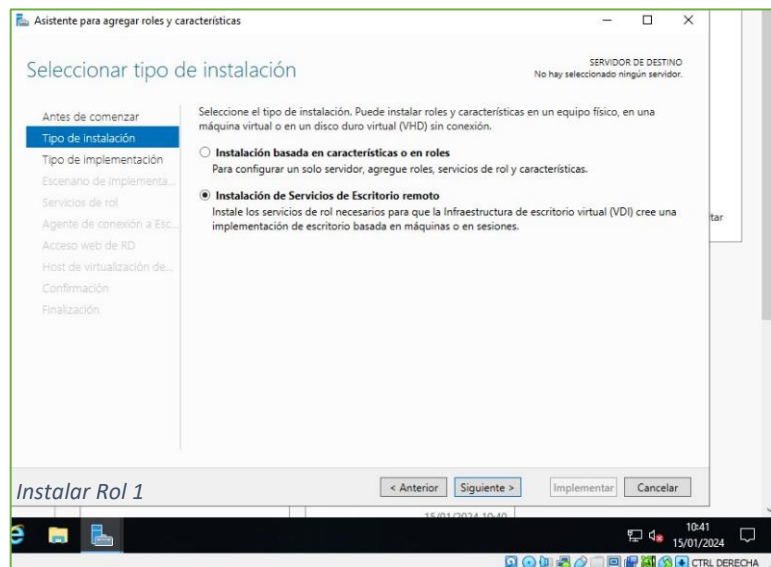 Asistente para agregar roles y características
Seleccionar tipo de instalación
SERVIDOR DE DESTINO
No hay seleccionado ningún servidor.
Antes de comenzar
Tipo de instalación
Tipo de implementación
Escenario de implementa...
Servicios de rol
Agente de conexión a Esc...
Acceso web de RD
Host de virtualización de...
Confirmación
Finalización
Seleccione el tipo de instalación. Puede instalar roles y características en un equipo físico, en una
máquina virtual o en un disco duro virtual (VHD) sin conexión.
Instalación basada en características o en roles
Para configurar un solo servidor, agregue roles, servicios de rol y características.
Instalación de Servicios de Escritorio remoto
Instale los servicios de rol necesarios para que la Infraestructura de escritorio virtual (VDI) cree una
implementación de escritorio basada en máquinas o en sesiones.
tar
Instalar Rol 1
< Anterior Siguiente > Implementar Cancelar
15/01/2024 10:40
10:41
15/01/2024
CTRL DERECHA